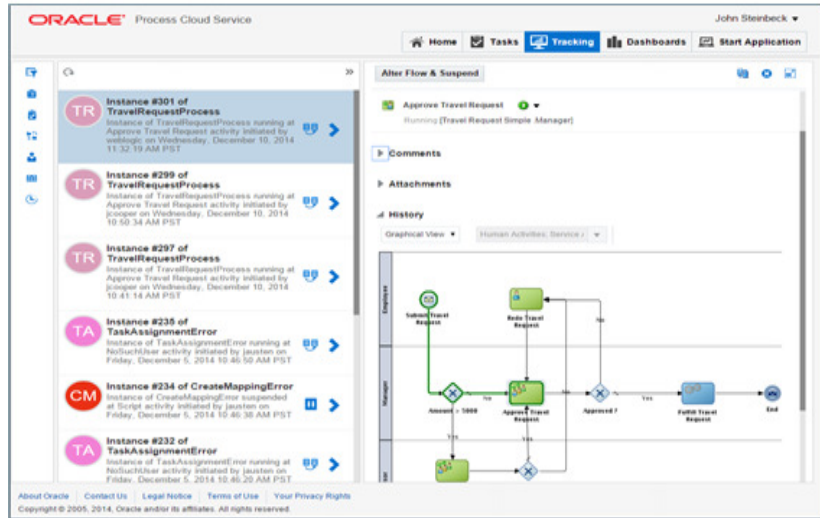 ORACLE® Process Cloud Service
John Steinbeck
Home Tasks Tracking Dashboards Start Application
TR
Instance #301 of
TravelRequestProcess
Instance of TravelRequestProcess running at
Approve Travel Request activity initiated by
weblogic on Wednesday, December 10, 2014
11:32:19 AM PST
TR
Instance #299 of
TravelRequestProcess
Instance of TravelRequestProcess running at
Approve Travel Request activity initiated by
jcooper on Wednesday, December 10, 2014
10:50:34 AM PST
TR
Instance #297 of
TravelRequestProcess
Instance of TravelRequestProcess running at
Approve Travel Request activity initiated by
jcooper on Wednesday, December 10, 2014
10:41:14 AM PST
TA
Instance #235 of
TaskAssignmentError
Instance of TaskAssignmentError running at
NoSuchUser activity initiated by jausten on
Friday, December 5, 2014 10:46:50 AM PST
CM
Instance #234 of CreateMappingError
Instance of CreateMappingError suspended
at Script activity initiated by jausten on
Friday, December 5, 2014 10:46:38 AM PST
TA
Instance #232 of
TaskAssignmentError
Instance of TaskAssignmentError running at
NoSuchUser activity initiated by jausten on
Friday, December 5, 2014 10:46:20 AM PST
Alter Flow & Suspend
Approve Travel Request
Running [Travel Request Simple .Manager]
Comments
Attachments
History
Graphical View
Human Activities; Service
Employee
Submit Travel
Request
Redo Travel
Request
No
Manager
Amount > 5000
No
Approve Travel
Request
Approved ?
Yes
Fulfill Travel
Request
End
Yes
Yes
About Oracle Contact Us Legal Notice Terms of Use Your Privacy Rights
Copyright © 2005, 2014, Oracle and/or its affiliates. All rights reserved.